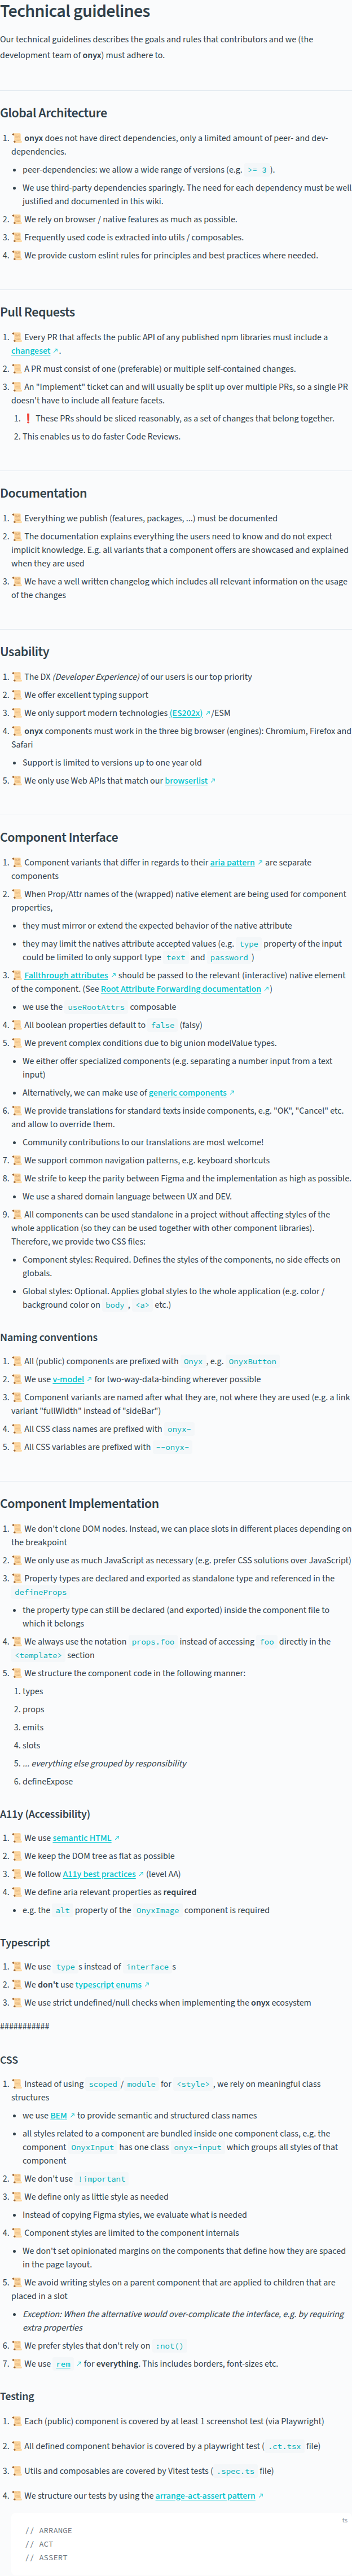 Technical guidelines
Our technical guidelines describes the goals and rules that contributors and we (the
development team of onyx) must adhere to.
Global Architecture
1. 📜 onyx does not have direct dependencies, only a limited amount of peer- and dev-
dependencies.
• peer-dependencies: we allow a wide range of versions (e.g. >= 3 ).
• We use third-party dependencies sparingly. The need for each dependency must be well
justified and documented in this wiki.
2. 📜 We rely on browser / native features as much as possible.
3. 📜 Frequently used code is extracted into utils / composables.
4. 📜 We provide custom eslint rules for principles and best practices where needed.
Pull Requests
1. 📜 Every PR that affects the public API of any published npm libraries must include a
changeset ↗.
2. 📜 A PR must consist of one (preferable) or multiple self-contained changes.
3. 📜 An "Implement" ticket can and will usually be split up over multiple PRs, so a single PR
doesn't have to include all feature facets.
1. ❗ These PRs should be sliced reasonably, as a set of changes that belong together.
2. This enables us to do faster Code Reviews.
Documentation
1. 📜 Everything we publish (features, packages, ...) must be documented
2. 📜 The documentation explains everything the users need to know and do not expect
implicit knowledge. E.g. all variants that a component offers are showcased and explained
when they are used
3. 📜 We have a well written changelog which includes all relevant information on the usage
of the changes
Usability
1. 📜 The DX (Developer Experience) of our users is our top priority
2. 📜 We offer excellent typing support
3. 📜 We only support modern technologies (ES202x) ↗/ESM
4. 📜 onyx components must work in the three big browser (engines): Chromium, Firefox and
Safari
• Support is limited to versions up to one year old
5. 📜 We only use Web APIs that match our browserlist ↗
Component Interface
1. 📜 Component variants that differ in regards to their aria pattern ↗ are separate
components
2. 📜 When Prop/Attr names of the (wrapped) native element are being used for component
properties,
• they must mirror or extend the expected behavior of the native attribute
• they may limit the natives attribute accepted values (e.g. type property of the input
could be limited to only support type text and password )
3. 📜 Fallthrough attributes ↗ should be passed to the relevant (interactive) native element
of the component. (See Root Attribute Forwarding documentation ↗)
• we use the useRootAttrs composable
4. 📜 All boolean properties default to false (falsy)
5. 📜 We prevent complex conditions due to big union modelValue types.
• We either offer specialized components (e.g. separating a number input from a text
input)
• Alternatively, we can make use of generic components ↗
6. 📜 We provide translations for standard texts inside components, e.g. "OK", "Cancel" etc.
and allow to override them.
• Community contributions to our translations are most welcome!
7. 📜 We support common navigation patterns, e.g. keyboard shortcuts
8. 📜 We strife to keep the parity between Figma and the implementation as high as possible.
• We use a shared domain language between UX and DEV.
9. 📜 All components can be used standalone in a project without affecting styles of the
whole application (so they can be used together with other component libraries).
Therefore, we provide two CSS files:
• Component styles: Required. Defines the styles of the components, no side effects on
globals.
• Global styles: Optional. Applies global styles to the whole application (e.g. color /
background color on body , <a> etc.)
Naming conventions
1. 📜 All (public) components are prefixed with Onyx , e.g. OnyxButton
2. 📜 We use v-model ↗ for two-way-data-binding wherever possible
3. 📜 Component variants are named after what they are, not where they are used (e.g. a link
variant "fullWidth" instead of "sideBar")
4. 📜 All CSS class names are prefixed with onyx-
5. 📜 All CSS variables are prefixed with --onyx-
Component Implementation
1. 📜 We don't clone DOM nodes. Instead, we can place slots in different places depending on
the breakpoint
2. 📜 We only use as much JavaScript as necessary (e.g. prefer CSS solutions over JavaScript)
3. 📜 Property types are declared and exported as standalone type and referenced in the
defineProps
• the property type can still be declared (and exported) inside the component file to
which it belongs
4. 📜 We always use the notation props.foo instead of accessing foo directly in the
<template> section
5. 📜 We structure the component code in the following manner:
1. types
2. props
3. emits
4. slots
5. ... everything else grouped by responsibility
6. defineExpose
A11y (Accessibility)
1. 📜 We use semantic HTML ↗
2. 📜 We keep the DOM tree as flat as possible
3. 📜 We follow A11y best practices ↗ (level AA)
4. 📜 We define aria relevant properties as required
• e.g. the alt property of the OnyxImage component is required
Typescript
1. 📜 We use type s instead of interface s
2. 📜 We don't use typescript enums ↗
3. 📜 We use strict undefined/null checks when implementing the onyx ecosystem
###########
CSS
1. 📜 Instead of using scoped / module for <style> , we rely on meaningful class
structures
• we use BEM ↗ to provide semantic and structured class names
• all styles related to a component are bundled inside one component class, e.g. the
component OnyxInput has one class onyx-input which groups all styles of that
component
2. 📜 We don't use !important
3. 📜 We define only as little style as needed
• Instead of copying Figma styles, we evaluate what is needed
4. 📜 Component styles are limited to the component internals
• We don't set opinionated margins on the components that define how they are spaced
in the page layout.
5. 📜 We avoid writing styles on a parent component that are applied to children that are
placed in a slot
• Exception: When the alternative would over-complicate the interface, e.g. by requiring
extra properties
6. 📜 We prefer styles that don't rely on :not()
7. 📜 We use rem ↗ for everything. This includes borders, font-sizes etc.
Testing
1. 📜 Each (public) component is covered by at least 1 screenshot test (via Playwright)
2. 📜 All defined component behavior is covered by a playwright test ( .ct.tsx file)
3. 📜 Utils and composables are covered by Vitest tests ( .spec.ts file)
4. 📜 We structure our tests by using the arrange-act-assert pattern ↗
ts
// ARRANGE
// ACT
// ASSERT